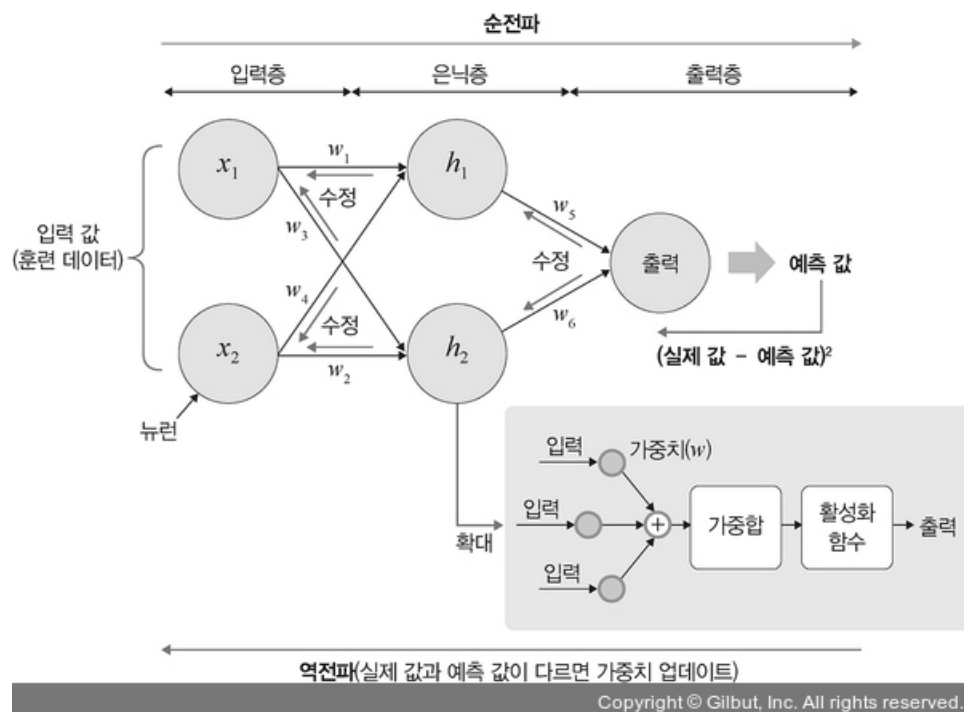 순전파
입력층 은닉층 출력층
입력 값
(훈련 데이터)
x₁
x₂
뉴런
w₁
수정
w₃
w₄
수정
w₂
h₁
h₂
w₅
수정
w₆
출력
예측 값
(실제 값 - 예측 값)²
확대
입력
가중치(w)
입력
입력
+
가중합
활성화
함수
출력
역전파(실제 값과 예측 값이 다르면 가중치 업데이트)
Copyright © Gilbut, Inc. All rights reserved.